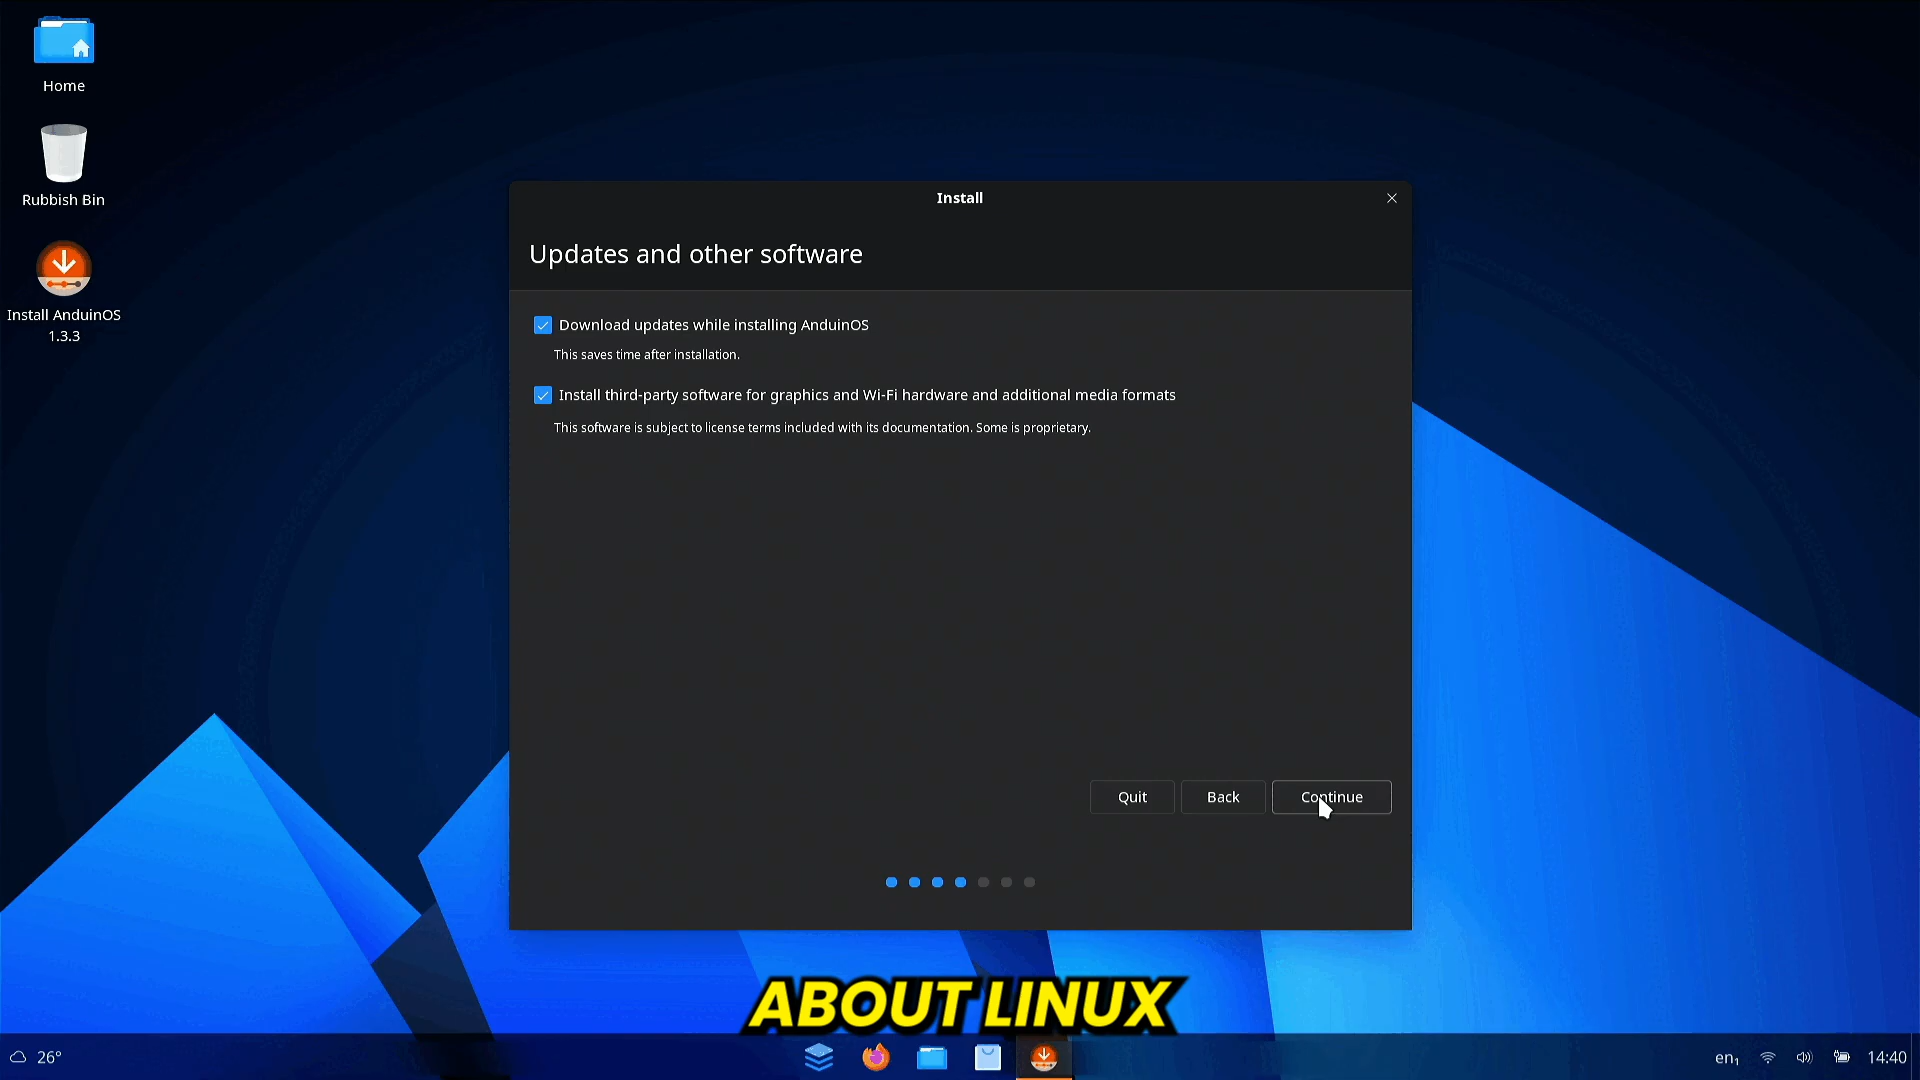 Home
Rubbish Bin
Install AnduinOS
1.3.3
Install
Updates and other software
Download updates while installing AnduinOS
This saves time after installation.
Install third-party software for graphics and Wi-Fi hardware and additional media formats
This software is subject to license terms included with its documentation. Some is proprietary.
Quit
Back
Continue
ABOUT LINUX
26°
en₁
14:40